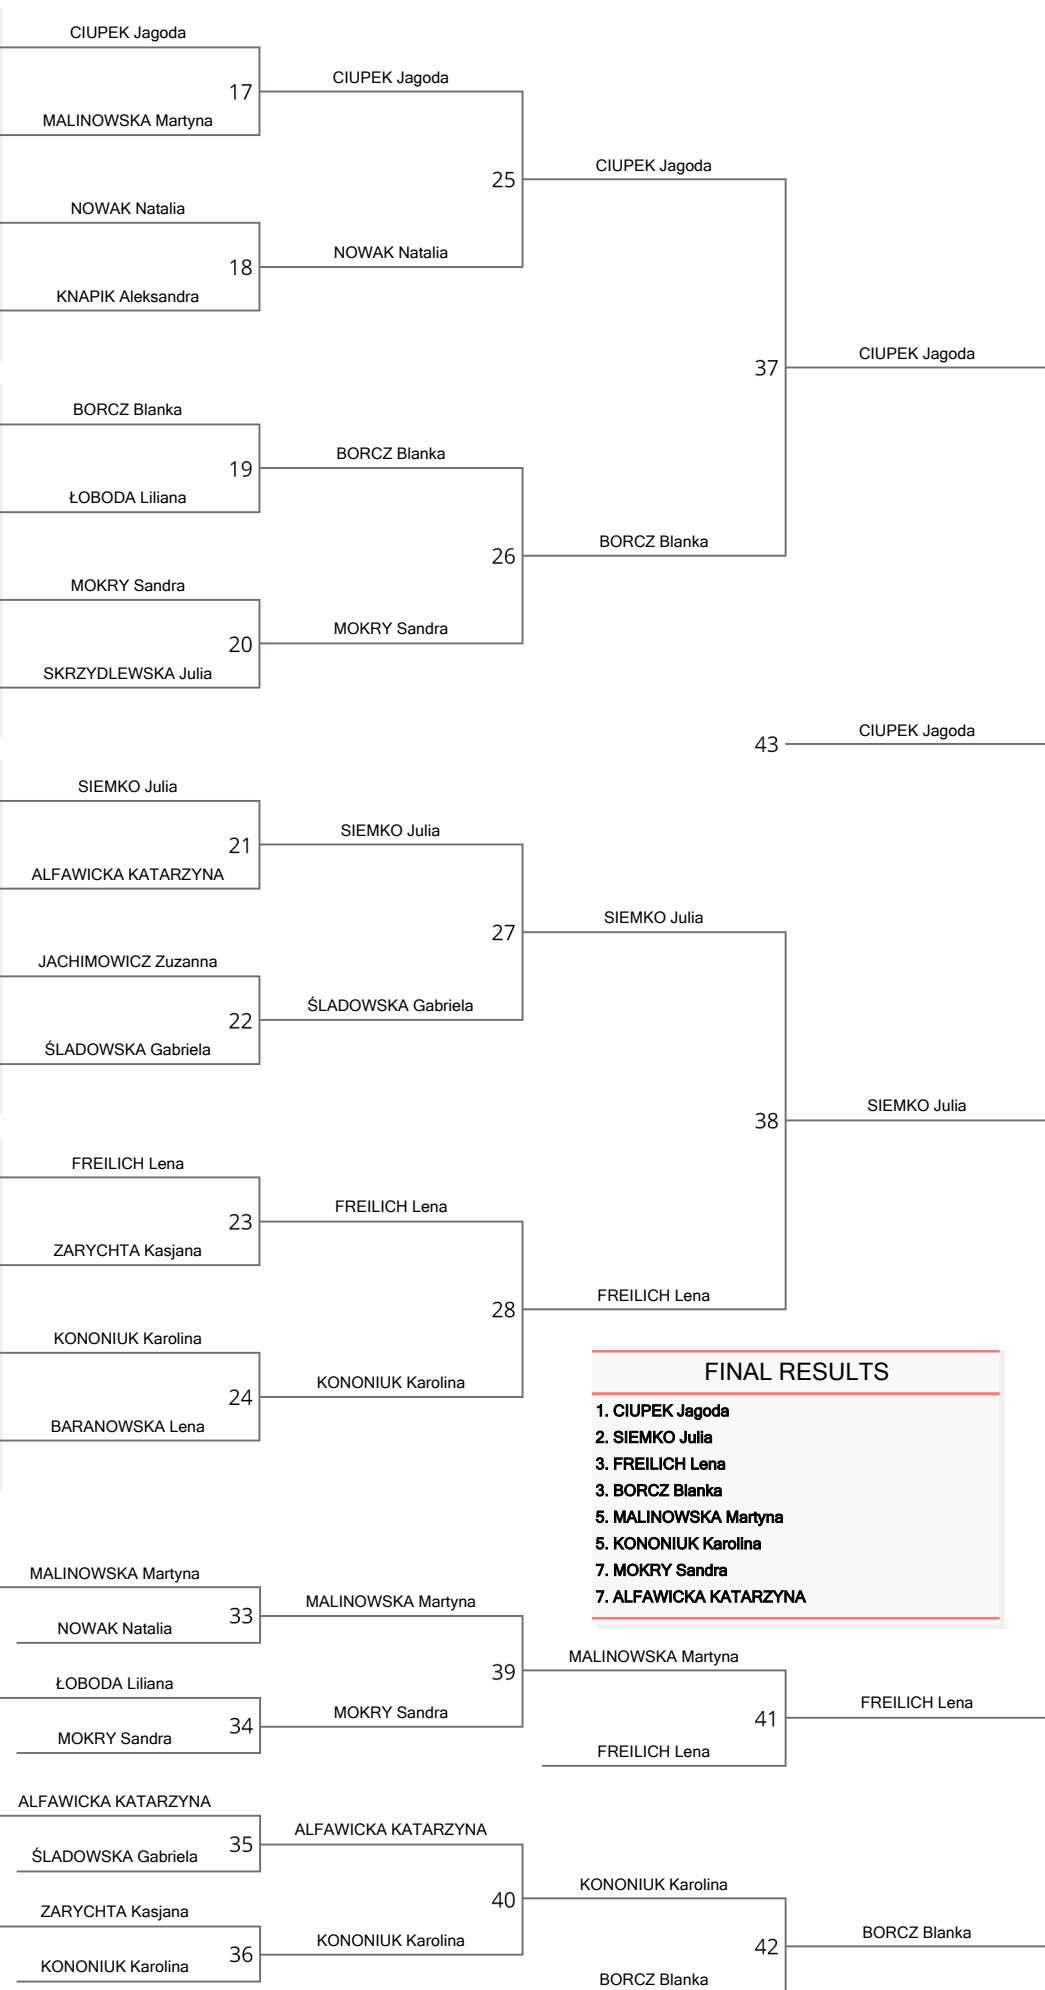 CIUPEK Jagoda
17
CIUPEK Jagoda
MALINOWSKA Martyna
25
CIUPEK Jagoda
NOWAK Natalia
18
NOWAK Natalia
KNAPIK Aleksandra
37
CIUPEK Jagoda
BORCZ Blanka
19
BORCZ Blanka
ŁOBODA Liliana
26
BORCZ Blanka
MOKRY Sandra
20
MOKRY Sandra
SKRZYDLEWSKA Julia
43
CIUPEK Jagoda
SIEMKO Julia
21
SIEMKO Julia
ALFAWICKA KATARZYNA
27
SIEMKO Julia
JACHIMOWICZ Zuzanna
22
ŚLADOWSKA Gabriela
ŚLADOWSKA Gabriela
38
SIEMKO Julia
FREILICH Lena
23
FREILICH Lena
ZARYCHTA Kasjana
28
FREILICH Lena
KONONIUK Karolina
24
KONONIUK Karolina
BARANOWSKA Lena
FINAL RESULTS
1. CIUPEK Jagoda
2. SIEMKO Julia
3. FREILICH Lena
3. BORCZ Blanka
5. MALINOWSKA Martyna
5. KONONIUK Karolina
7. MOKRY Sandra
7. ALFAWICKA KATARZYNA
MALINOWSKA Martyna
33
MALINOWSKA Martyna
NOWAK Natalia
39
MALINOWSKA Martyna
ŁOBODA Liliana
34
MOKRY Sandra
MOKRY Sandra
41
FREILICH Lena
FREILICH Lena
ALFAWICKA KATARZYNA
35
ALFAWICKA KATARZYNA
ŚLADOWSKA Gabriela
40
KONONIUK Karolina
ZARYCHTA Kasjana
36
KONONIUK Karolina
KONONIUK Karolina
42
BORCZ Blanka
BORCZ Blanka